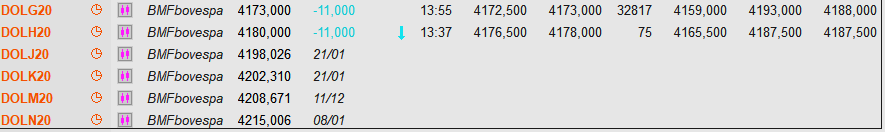 DOLG20 BMFbovespa 4173,000 -11,000 13:55 4172,500 4173,000 32817 4159,000 4193,000 4188,000
DOLH20 BMFbovespa 4180,000 -11,000 13:37 4176,500 4178,000 75 4165,500 4187,500 4187,500
DOLJ20 BMFbovespa 4198,026 21/01
DOLK20 BMFbovespa 4202,310 21/01
DOLM20 BMFbovespa 4208,671 11/12
DOLN20 BMFbovespa 4215,006 08/01